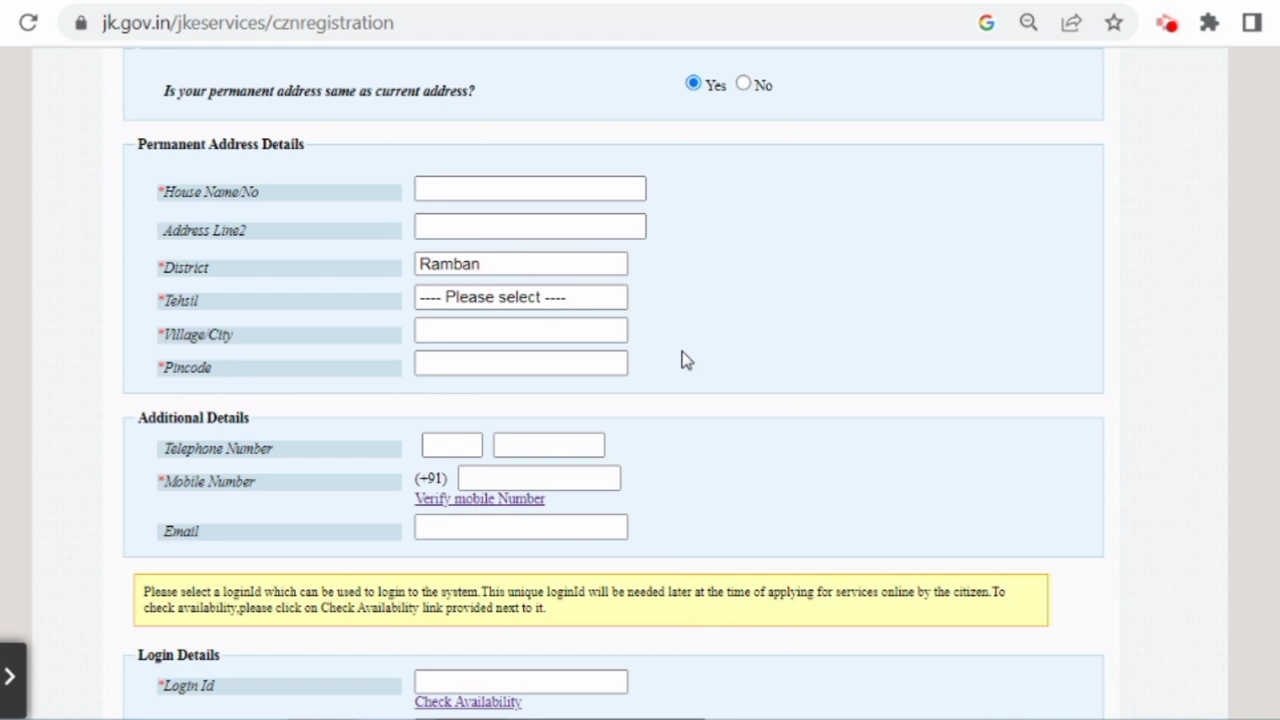 jk.gov.in/jkeservices/cznregistration
Is your permanent address same as current address? Yes No
Permanent Address Details
*House Name/No
Address Line2
*District Ramban
*Tehsil ---- Please select ----
*Village/City
*Pincode
Additional Details
Telephone Number
*Mobile Number (+91)
Verify mobile Number
Email
Please select a loginId which can be used to login to the system.This unique loginId will be needed later at the time of applying for services online by the citizen.To
check availability,please click on Check Availability link provided next to it.
Login Details
*Login Id
Check Availability